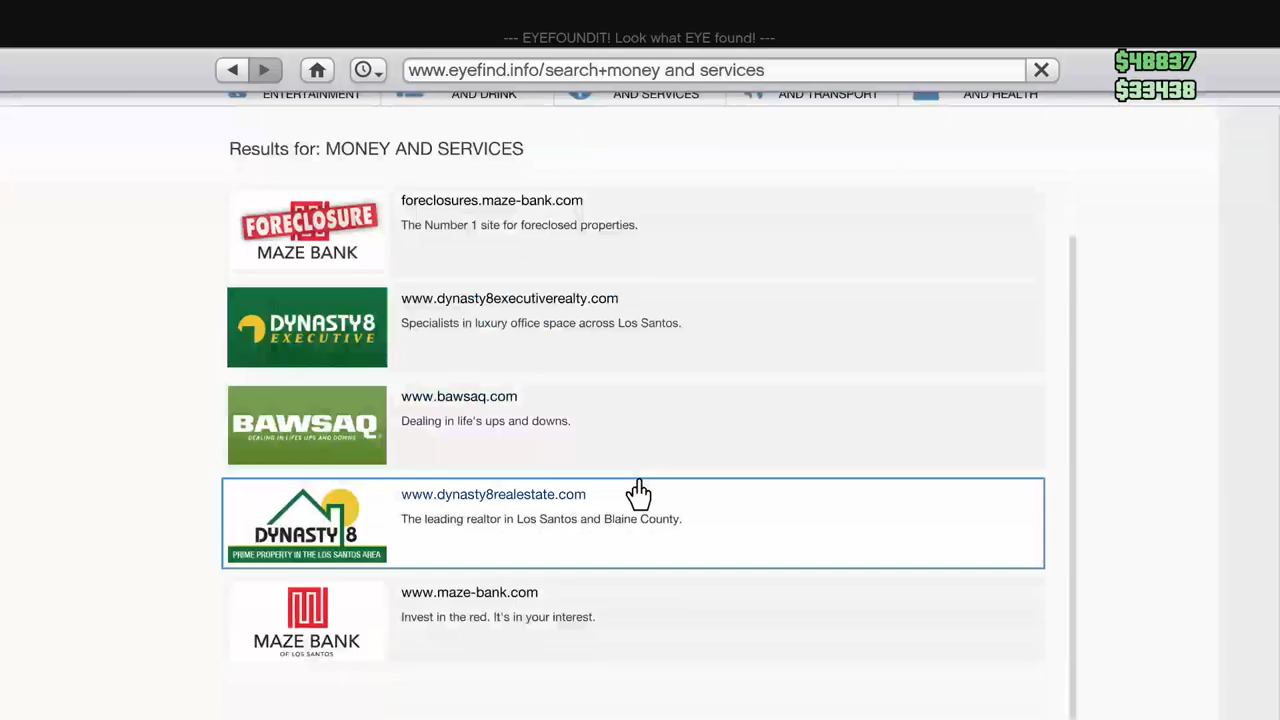 --- EYEFOUNDIT! Look what EYE found! ---
www.eyefind.info/search+money and services
$48837
$33438
ENTERTAINMENT
AND DRINK
AND SERVICES
AND TRANSPORT
AND HEALTH
Results for: MONEY AND SERVICES
FORECLOSURE
MAZE BANK
foreclosures.maze-bank.com
The Number 1 site for foreclosed properties.
DYNASTY8
EXECUTIVE
www.dynasty8executiverealty.com
Specialists in luxury office space across Los Santos.
BAWSAQ
DEALING IN LIFE'S UPS AND DOWNS
www.bawsaq.com
Dealing in life's ups and downs.
DYNASTY 8
PRIME PROPERTY IN THE LOS SANTOS AREA
www.dynasty8realestate.com
The leading realtor in Los Santos and Blaine County.
MAZE BANK
OF LOS SANTOS
www.maze-bank.com
Invest in the red. It's in your interest.